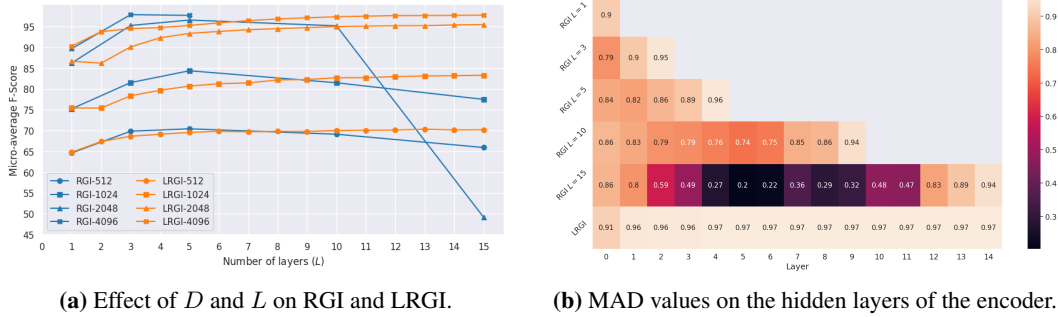 95
90
85
80
75
70
65
60
55
50
45
Micro-average F-Score
RGI-512
RGI-1024
RGI-2048
RGI-4096
LRGI-512
LRGI-1024
LRGI-2048
LRGI-4096
0 1 2 3 4 5 6 7 8 9 10 11 12 13 14 15
Number of layers (L)
(a) Effect of D and L on RGI and LRGI.
RGI L = 1 0.9
RGI L = 3 0.79 0.9 0.95
RGI L = 5 0.84 0.82 0.86 0.89 0.96
RGI L = 10 0.86 0.83 0.79 0.79 0.76 0.74 0.75 0.85 0.86 0.94
RGI L = 15 0.86 0.8 0.59 0.49 0.27 0.2 0.22 0.36 0.29 0.32 0.48 0.47 0.83 0.89 0.94
LRGI 0.91 0.96 0.96 0.97 0.97 0.97 0.97 0.97 0.97 0.97 0.97 0.97 0.97 0.97 0.97
0 1 2 3 4 5 6 7 8 9 10 11 12 13 14
Layer
0.9
0.8
0.7
0.6
0.5
0.4
0.3
(b) MAD values on the hidden layers of the encoder.